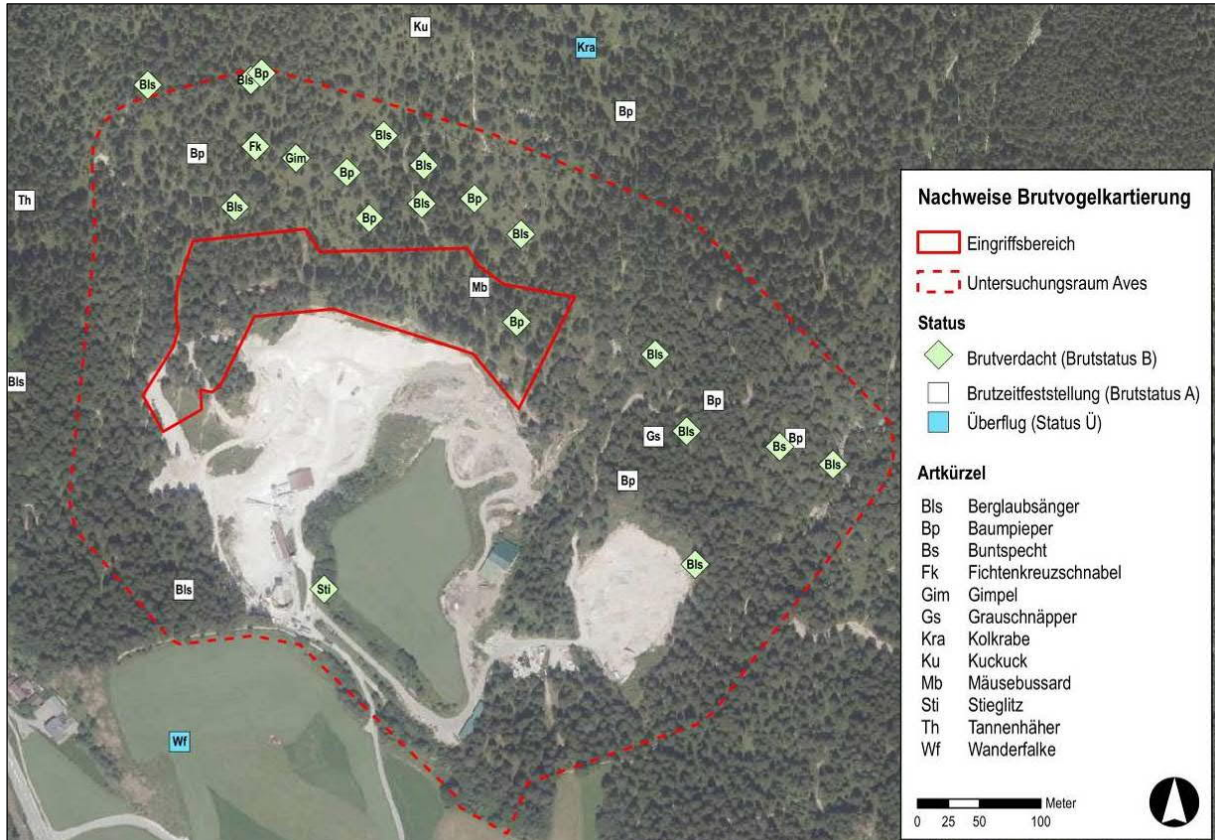 Ku
Kra
Bls
Bls
Bp
Bp
Bls
Fk
Bp
Gim
Bls
Bp
Th
Bls
Bls
Bp
Bp
Bls
Mb
Bp
Bls
Bls
Bp
Gs
Bls
Bs
Bp
Bls
Bp
Bls
Bls
Sti
Wf
Nachweise Brutvogelkartierung
Eingriffsbereich
Untersuchungsraum Aves
Status
Brutverdacht (Brutstatus B)
Brutzeitfeststellung (Brutstatus A)
Überflug (Status Ü)
Artkürzel
Bls Berglaubsänger
Bp Baumpieper
Bs Buntspecht
Fk Fichtenkreuzschnabel
Gim Gimpel
Gs Grauschnäpper
Kra Kolkrabe
Ku Kuckuck
Mb Mäusebussard
Sti Stieglitz
Th Tannenhäher
Wf Wanderfalke
Meter
0 25 50 100